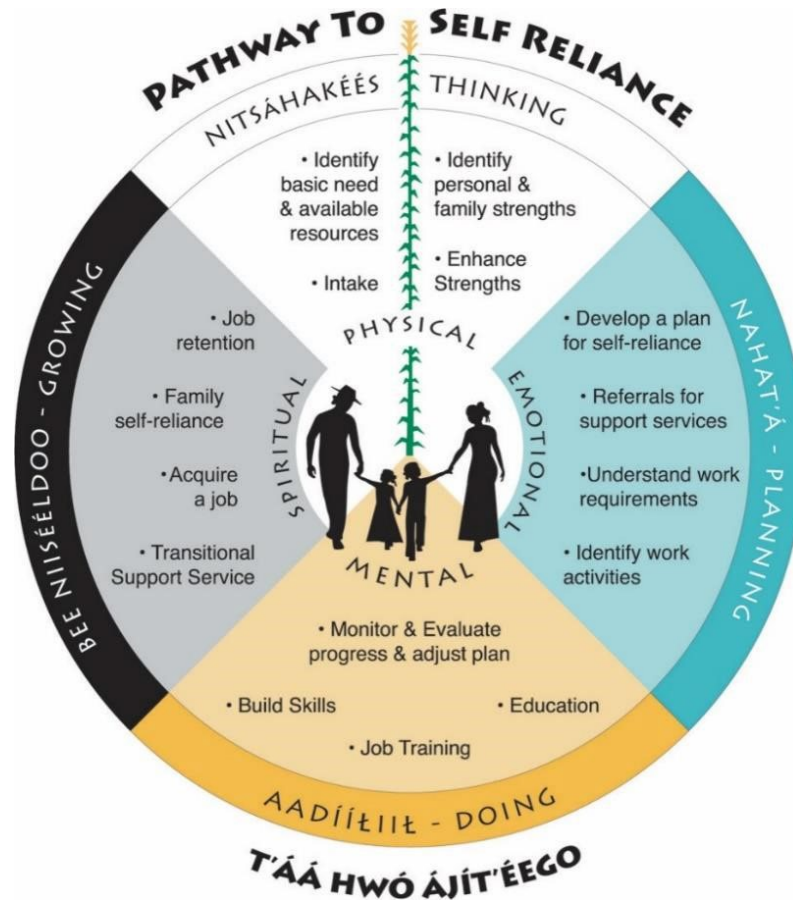 PATHWAY TO SELF RELIANCE
NITSÁHAKÉÉS THINKING
• Identify
basic need
& available
resources
• Intake
• Identify
personal &
family strengths
• Enhance
Strengths
PHYSICAL
NAHAT'Á - PLANNING
• Develop a plan
for self-reliance
• Referrals for
support services
•Understand work
requirements
• Identify work
activities
EMOTIONAL
MENTAL
• Monitor & Evaluate
progress & adjust plan
• Build Skills
• Education
• Job Training
AADÍÍŁIIŁ - DOING
BEE NIISÉÉLDOO - GROWING
• Job
retention
• Family
self-reliance
•Acquire
a job
• Transitional
Support Service
SPIRITUAL
T'ÁÁ HWÓ ÁJÍT'ÉEGO